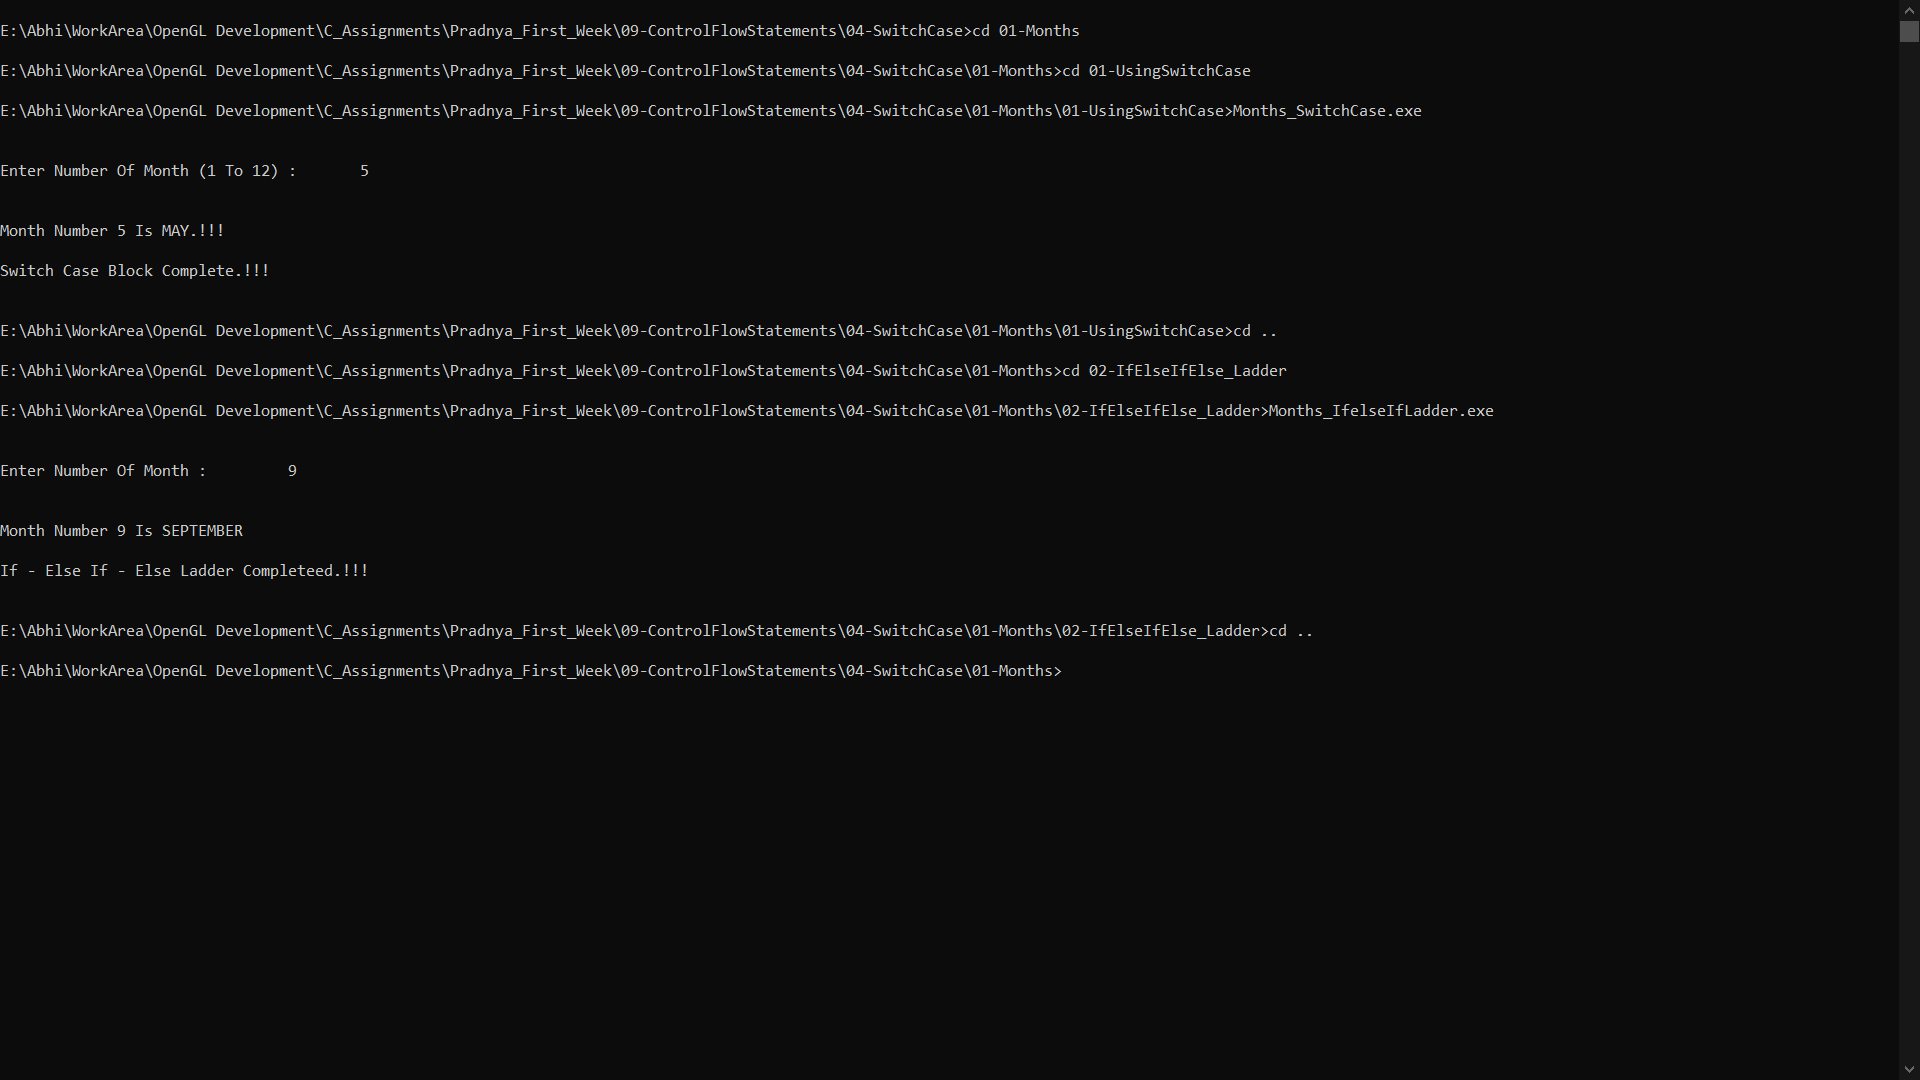 E:\Abhi\WorkArea\OpenGL Development\C_Assignments\Pradnya_First_Week\09-ControlFlowStatements\04-SwitchCase>cd 01-Months
E:\Abhi\WorkArea\OpenGL Development\C_Assignments\Pradnya_First_Week\09-ControlFlowStatements\04-SwitchCase\01-Months>cd 01-UsingSwitchCase
E:\Abhi\WorkArea\OpenGL Development\C_Assignments\Pradnya_First_Week\09-ControlFlowStatements\04-SwitchCase\01-Months\01-UsingSwitchCase>Months_SwitchCase.exe
Enter Number Of Month (1 To 12) :       5
Month Number 5 Is MAY.!!!
Switch Case Block Complete.!!!
E:\Abhi\WorkArea\OpenGL Development\C_Assignments\Pradnya_First_Week\09-ControlFlowStatements\04-SwitchCase\01-Months\01-UsingSwitchCase>cd ..
E:\Abhi\WorkArea\OpenGL Development\C_Assignments\Pradnya_First_Week\09-ControlFlowStatements\04-SwitchCase\01-Months>cd 02-IfElseIfElse_Ladder
E:\Abhi\WorkArea\OpenGL Development\C_Assignments\Pradnya_First_Week\09-ControlFlowStatements\04-SwitchCase\01-Months\02-IfElseIfElse_Ladder>Months_IfelseIfLadder.exe
Enter Number Of Month :         9
Month Number 9 Is SEPTEMBER
If - Else If - Else Ladder Completeed.!!!
E:\Abhi\WorkArea\OpenGL Development\C_Assignments\Pradnya_First_Week\09-ControlFlowStatements\04-SwitchCase\01-Months\02-IfElseIfElse_Ladder>cd ..
E:\Abhi\WorkArea\OpenGL Development\C_Assignments\Pradnya_First_Week\09-ControlFlowStatements\04-SwitchCase\01-Months>